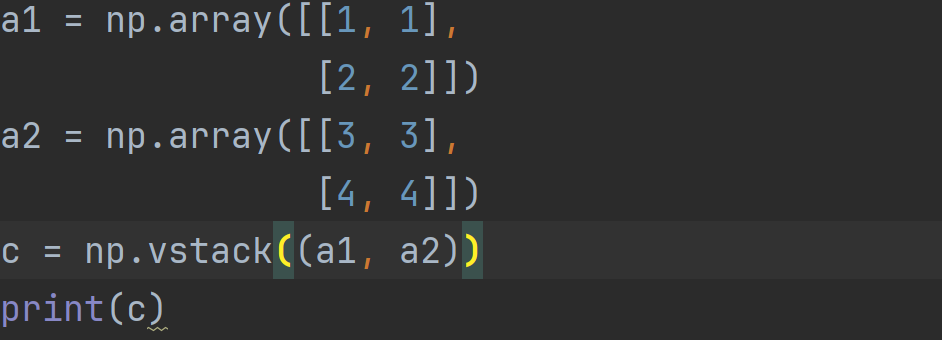 a1 = np.array([[1, 1],
               [2, 2]])
a2 = np.array([[3, 3],
               [4, 4]])
c = np.vstack((a1, a2))
print(c)